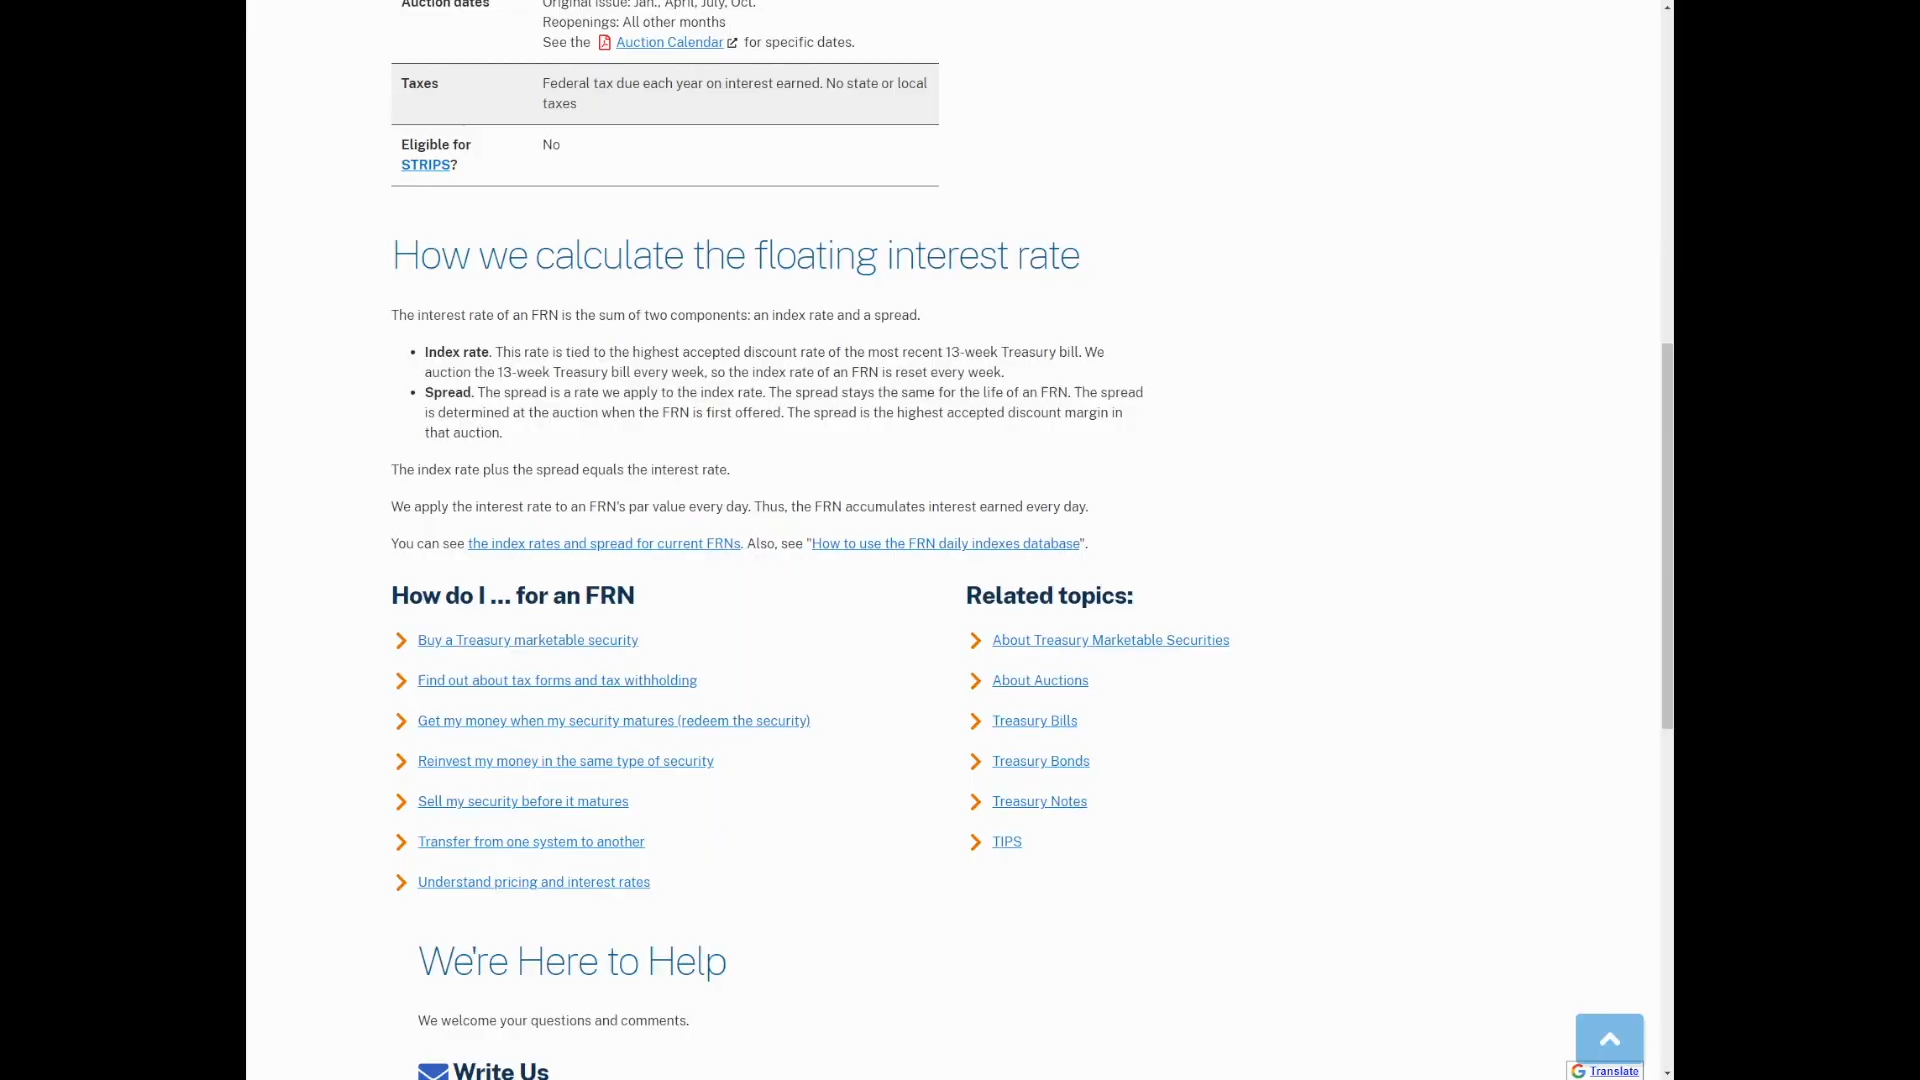 Auction dates
Original Issue: Jan., April, July, Oct.
Reopenings: All other months
See the Auction Calendar for specific dates.
Taxes
Federal tax due each year on interest earned. No state or local
taxes
Eligible for
STRIPS?
No
How we calculate the floating interest rate
The interest rate of an FRN is the sum of two components: an index rate and a spread.
• Index rate. This rate is tied to the highest accepted discount rate of the most recent 13-week Treasury bill. We
auction the 13-week Treasury bill every week, so the index rate of an FRN is reset every week.
• Spread. The spread is a rate we apply to the index rate. The spread stays the same for the life of an FRN. The spread
is determined at the auction when the FRN is first offered. The spread is the highest accepted discount margin in
that auction.
The index rate plus the spread equals the interest rate.
We apply the interest rate to an FRN's par value every day. Thus, the FRN accumulates interest earned every day.
You can see the index rates and spread for current FRNs. Also, see "How to use the FRN daily indexes database".
How do I ... for an FRN
Buy a Treasury marketable security
Find out about tax forms and tax withholding
Get my money when my security matures (redeem the security)
Reinvest my money in the same type of security
Sell my security before it matures
Transfer from one system to another
Understand pricing and interest rates
Related topics:
About Treasury Marketable Securities
About Auctions
Treasury Bills
Treasury Bonds
Treasury Notes
TIPS
We're Here to Help
We welcome your questions and comments.
Write Us
Translate